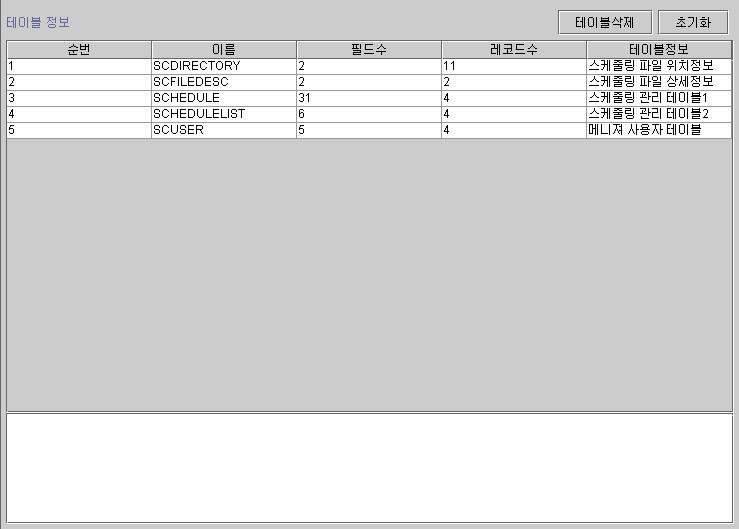 테이블 정보 테이블삭제 초기화
순번 이름 필드수 레코드수 테이블정보
1 SCDIRECTORY 2 11 스케줄링 파일 위치정보
2 SCFILEDESC 2 2 스케줄링 파일 상세정보
3 SCHEDULE 31 4 스케줄링 관리 테이블1
4 SCHEDULELIST 6 4 스케줄링 관리 테이블2
5 SCUSER 5 4 메니져 사용자 테이블